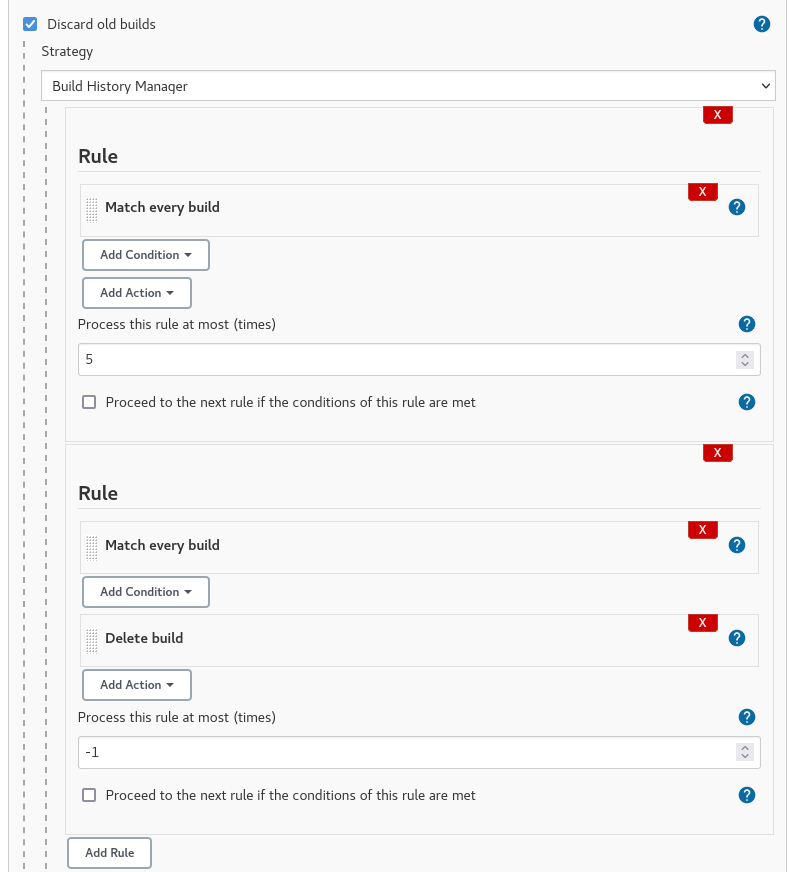 Discard old builds ?
Strategy
Build History Manager
X
Rule
X
Match every build ?
Add Condition
Add Action
Process this rule at most (times) ?
5
Proceed to the next rule if the conditions of this rule are met ?
X
Rule
X
Match every build ?
Add Condition
X
Delete build ?
Add Action
Process this rule at most (times) ?
-1
Proceed to the next rule if the conditions of this rule are met ?
Add Rule